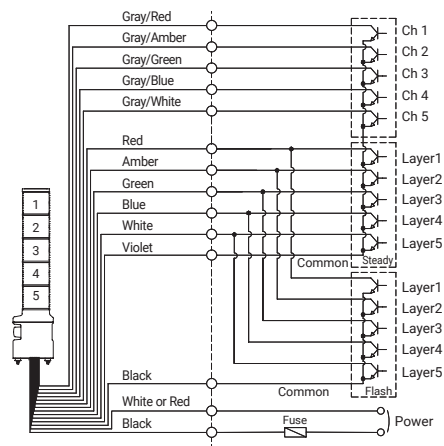 Gray/Red
Ch 1
Gray/Amber
Ch 2
Gray/Green
Ch 3
Gray/Blue
Ch 4
Gray/White
Ch 5
Red
Layer1
Amber
Layer2
Green
Layer3
Blue
Layer4
White
Layer5
Violet
Common
Steady
1
2
3
4
5
Layer1
Layer2
Layer3
Layer4
Layer5
Black
Common
Flash
White or Red
Power
Black
Fuse